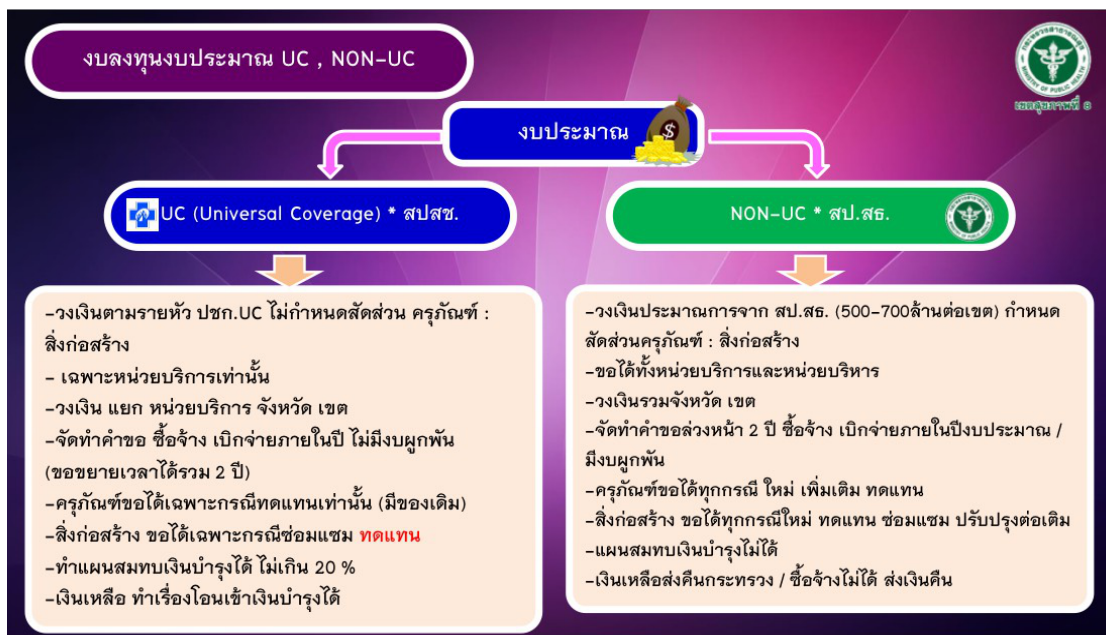 งบลงทุนงบประมาณ UC , NON-UC
กระทรวงสาธารณสุข
MINISTRY OF PUBLIC HEALTH
เขตสุขภาพที่ ๑
งบประมาณ
UC (Universal Coverage) * สปสช.
-วงเงินตามรายหัว ปชก.UC ไม่กำหนดสัดส่วน ครุภัณฑ์ :
สิ่งก่อสร้าง
- เฉพาะหน่วยบริการเท่านั้น
-วงเงิน แยก หน่วยบริการ จังหวัด เขต
-จัดทำคำขอ ซื้อจ้าง เบิกจ่ายภายในปี ไม่มีงบผูกพัน
(ขอขยายเวลาได้รวม 2 ปี)
-ครุภัณฑ์ขอได้เฉพาะกรณีทดแทนเท่านั้น (มีของเดิม)
-สิ่งก่อสร้าง ขอได้เฉพาะกรณีซ่อมแซม ทดแทน
-ทำแผนสมทบเงินบำรุงได้ ไม่เกิน 20 %
-เงินเหลือ ทำเรื่องโอนเข้าเงินบำรุงได้
NON-UC * สป.สธ.
-วงเงินประมาณการจาก สป.สธ. (500-700ล้านต่อเขต) กำหนด
สัดส่วนครุภัณฑ์ : สิ่งก่อสร้าง
-ขอได้ทั้งหน่วยบริการและหน่วยบริหาร
-วงเงินรวมจังหวัด เขต
-จัดทำคำขอล่วงหน้า 2 ปี ซื้อจ้าง เบิกจ่ายภายในปีงบประมาณ /
มีงบผูกพัน
-ครุภัณฑ์ขอได้ทุกกรณี ใหม่ เพิ่มเติม ทดแทน
-สิ่งก่อสร้าง ขอได้ทุกกรณีใหม่ ทดแทน ซ่อมแซม ปรับปรุงต่อเติม
-แผนสมทบเงินบำรุงไม่ได้
-เงินเหลือส่งคืนกระทรวง / ซื้อจ้างไม่ได้ ส่งเงินคืน